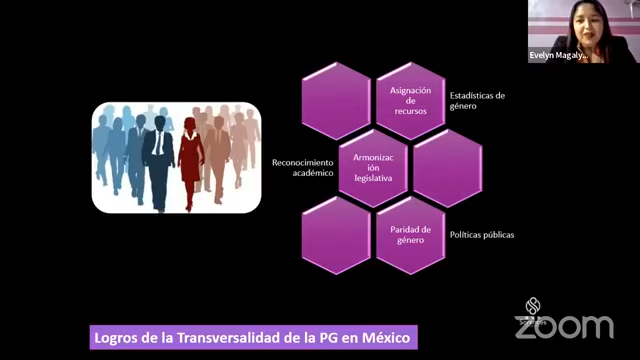 Evelyn Magaly
Asignación
de
recursos
Estadísticas de
género
Reconocimiento
académico
Armonizac
ión
legislativa
Paridad de
género
Políticas públicas
Logros de la Transversalidad de la PG en México
zoom